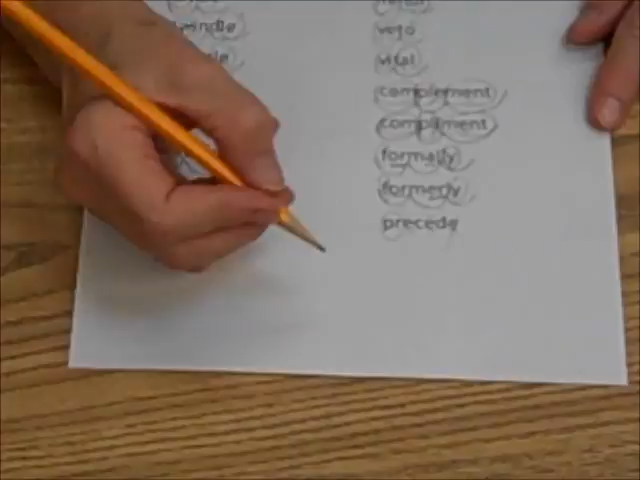 veto
vital
complement
compliment
formally
formerly
precede